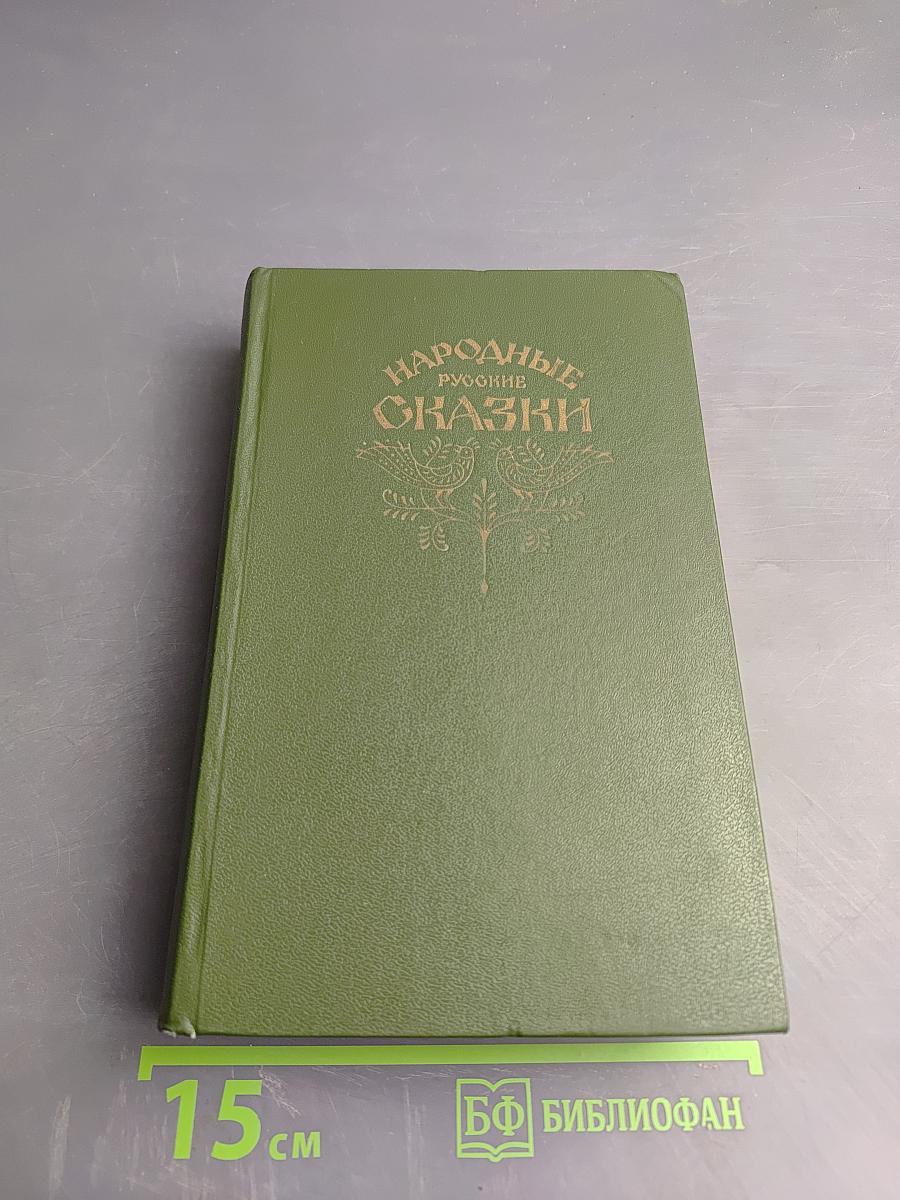 НАРОДНЫЕ
РУССКИЕ
СКАЗКИ
15 см
БФ БИБЛИОФАН